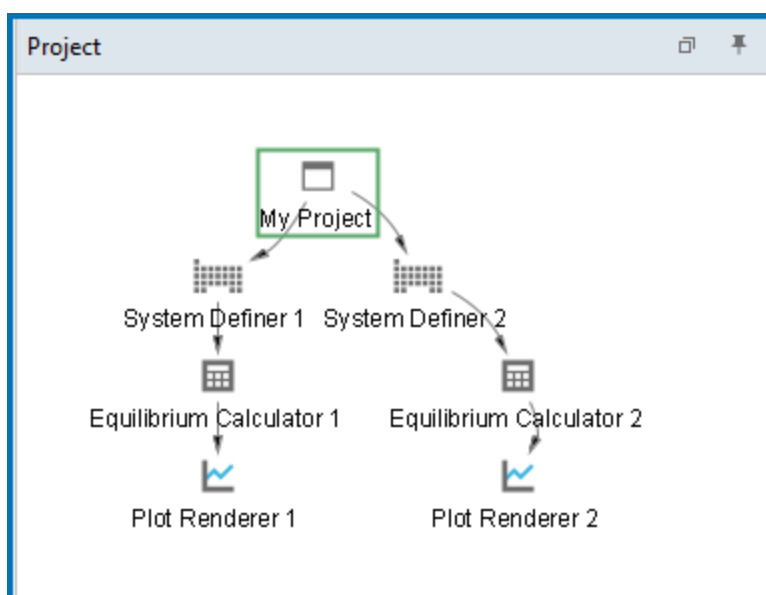 Project
My Project
System Definer 1
System Definer 2
Equilibrium Calculator 1
Equilibrium Calculator 2
Plot Renderer 1
Plot Renderer 2